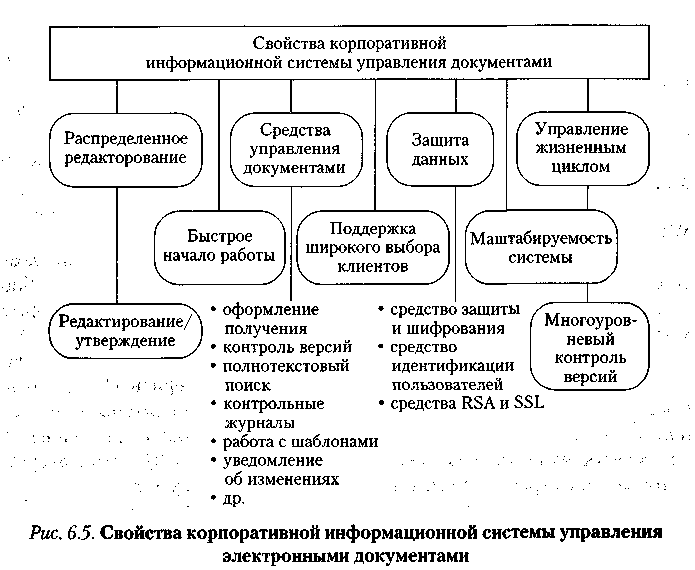 Свойства корпоративной
информационной системы управления документами
Распределенное
редакторование
Средства
управления
документами
Защита
данных
Управление
жизненным
циклом
Быстрое
начало работы
Поддержка
широкого выбора
клиентов
Маштабируемость
системы
Редактирование/
утверждение
• оформление
получения
• контроль версий
• полнотекстовый
поиск
• контрольные
журналы
• работа с шаблонами
• уведомление
об изменениях
• др.
• средство защиты
и шифрования
• средство
идентификации
пользователей
• средства RSA и SSL
Многоуров-
невый
контроль
версий
Рис. 6.5. Свойства корпоративной информационной системы управления
электронными документами